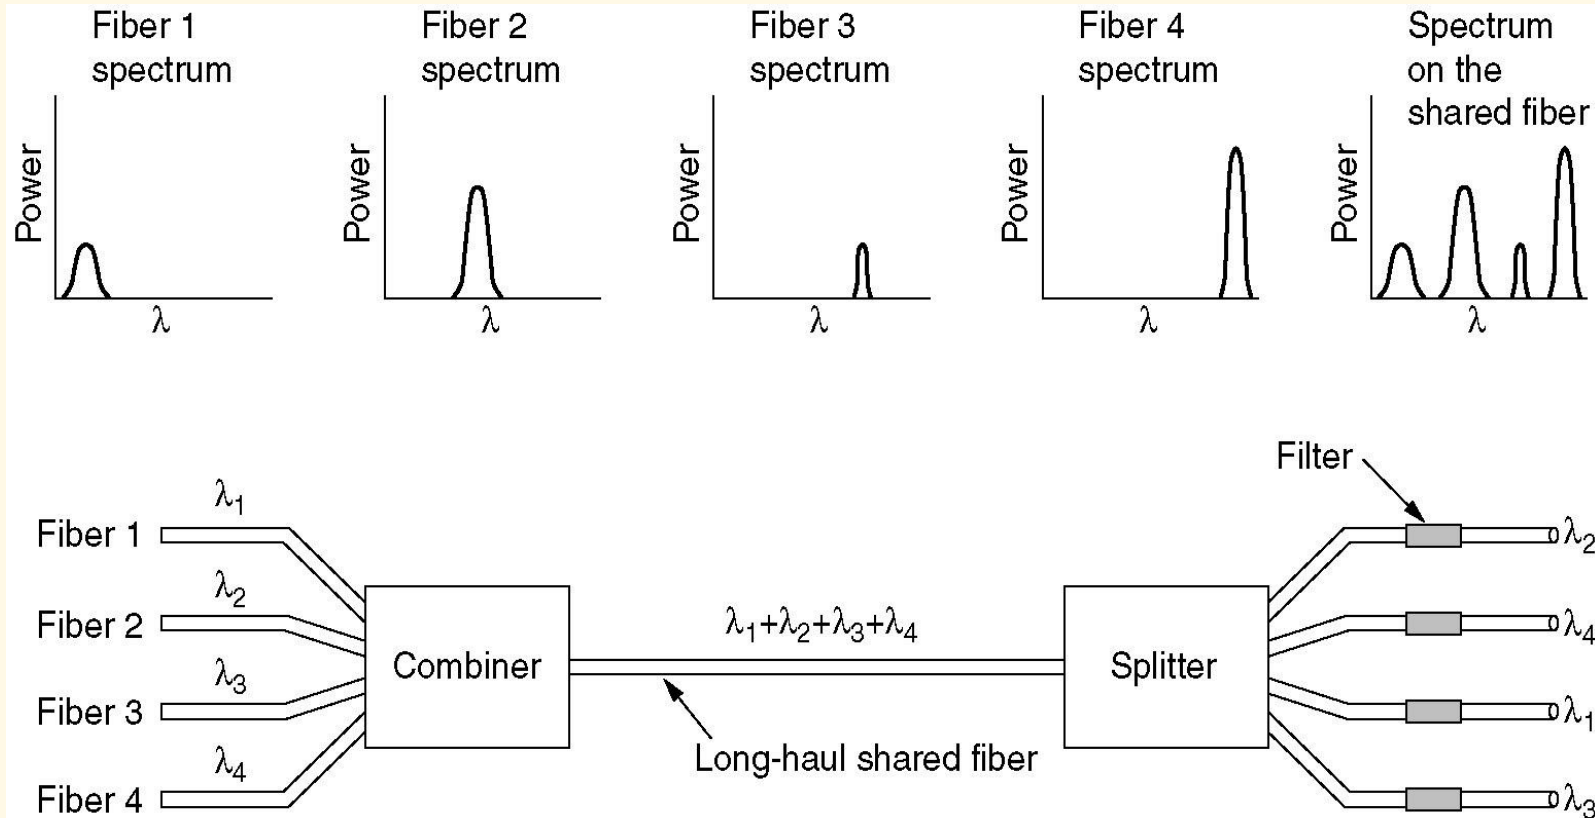 Fiber 1
spectrum
Fiber 2
spectrum
Fiber 3
spectrum
Fiber 4
spectrum
Spectrum
on the
shared fiber
Power
λ
Power
λ
Power
λ
Power
λ
Power
λ
Filter
λ1
Fiber 1
λ2
λ2
Fiber 2
λ1+λ2+λ3+λ4
λ4
λ3
Combiner
Splitter
Fiber 3
λ1
λ4
Long-haul shared fiber
Fiber 4
λ3